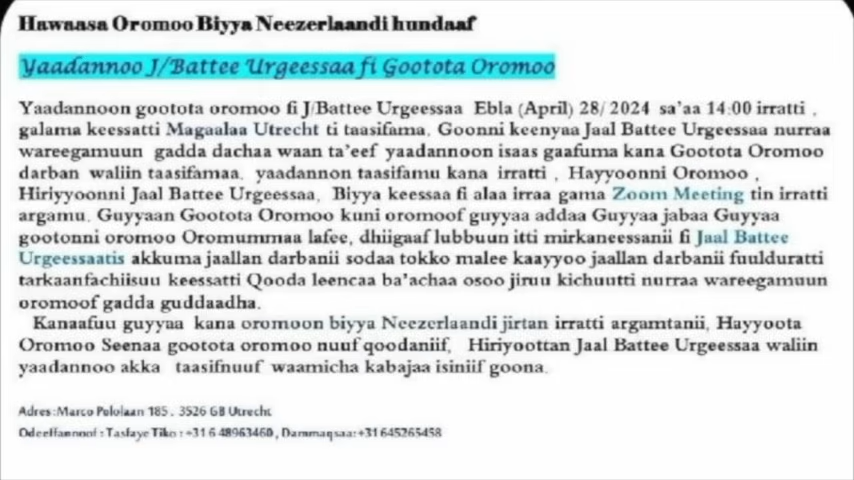 Hawaasa Oromoo Biyya Neezerlaandi hundaaf
Yaadannoo J/Battee Urgeessaa fi Gootota Oromoo
Yaadannoon gootota oromoo fi J/Battee Urgeessaa Ebla (April) 28/ 2024 sa'aa 14:00 irratti ,
galama keessatti Magaalaa Utrecht ti taasifama. Goonni keenyaa Jaal Battee Urgeessaa nurraa
wareegamuun gadda dachaa waan ta'eef yaadannoon isaas gaafuma kana Gootota Oromoo
darban waliin taasifamaa. yaadannon taasifamu kana irratti , Hayyoonni Oromoo ,
Hiriyyoonni Jaal Battee Urgeessaa, Biyya keessaa fi alaa irraa gama Zoom Meeting tin irratti
argamu. Guyyaan Gootota Oromoo kuni oromoof guyyaa addaa Guyyaa jabaa Guyyaa
gootonni oromoo Oromummaa lafee, dhiigaaf lubbuun itti mirkaneessanii fi Jaal Battee
Urgeessaatis akkuma jaallan darbanii sodaa tokko malee kaayyoo jaallan darbanii fuulduratti
tarkaanfachiisuu keessatti Qooda leencaa ba'achaa osoo jiruu kichuutti nurraa wareegamuun
oromoof gadda guddaadha.
Kanaafuu guyyaa kana oromoon biyya Neezerlaandi jirtan irratti argamtanii, Hayyoota
Oromoo Seenaa gootota oromoo nuuf qoodaniif, Hiriyoottan Jaal Battee Urgeessaa waliin
yaadannoo akka taasifnuuf waamicha kabajaa isiniif goona.
Adres:Marco Pololaan 185 , 3526 GB Utrecht
Odeeffannoof : Tasfaye Tiko : +31 6 48963460 , Dammaqsaa:+31645265458